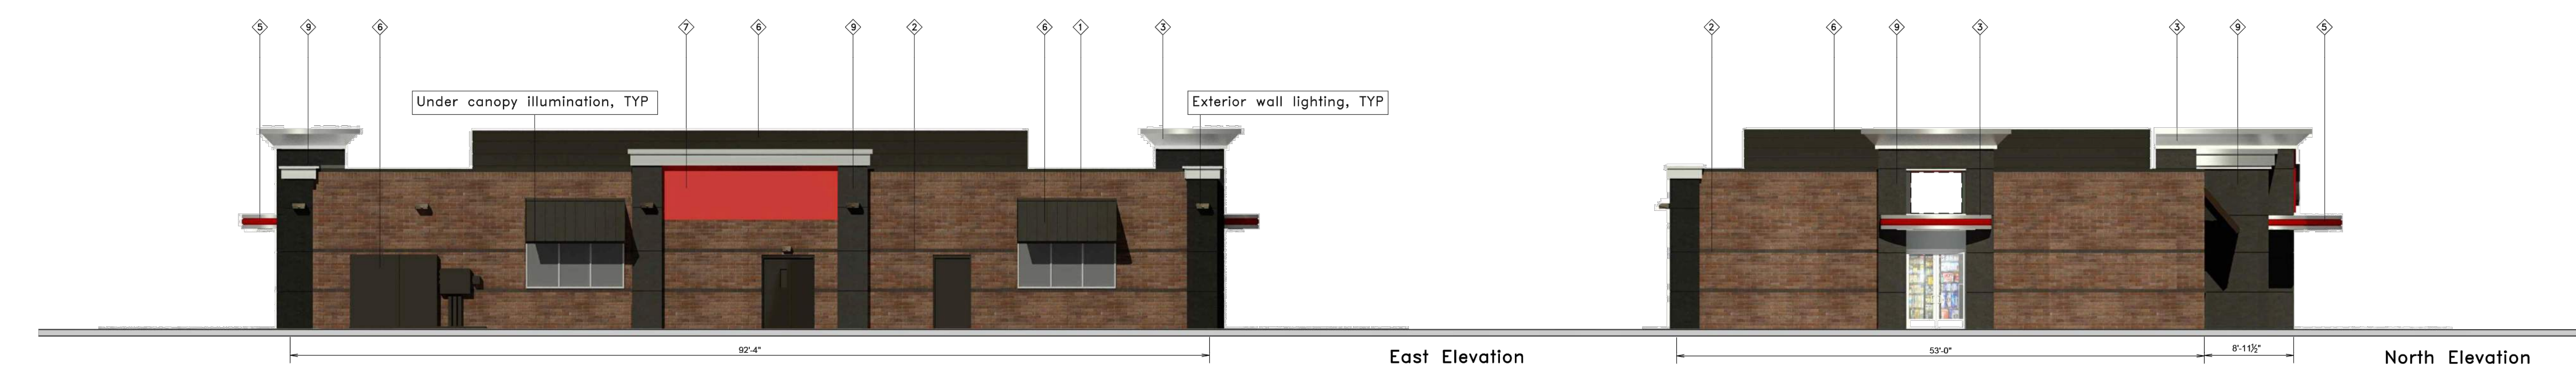 5 9 6 7 6 9 2 6 1 3 2 6 9 3 3 9 5
Under canopy illumination, TYP
Exterior wall lighting, TYP
92'-4"
East Elevation
53'-0"
8'-11½"
North Elevation